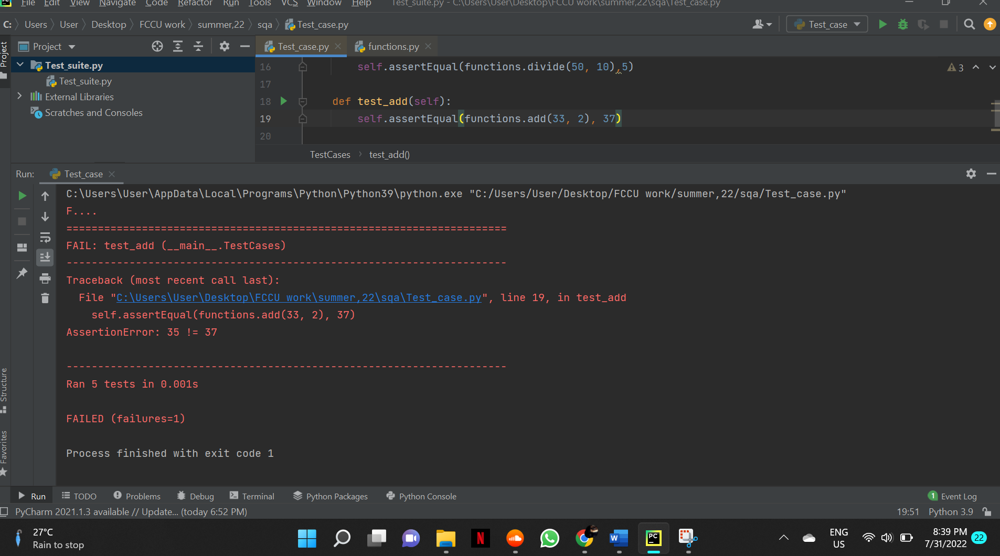 File Edit View Navigate Code Refactor Run Tools VCS Window Help Test_suite.py - C:\Users\User\Desktop\FCCU work\summer,22\sqa\Test_case.py
C: Users User Desktop FCCU work summer,22 sqa Test_case.py Test_case
Project
Project Test_case.py functions.py
Test_suite.py
Test_suite.py
External Libraries
Scratches and Consoles
16 self.assertEqual(functions.divide(50, 10),5) 3
17
18 def test_add(self):
19 self.assertEqual(functions.add(33, 2), 37)
20
TestCases test_add()
Run: Test_case
C:\Users\User\AppData\Local\Programs\Python\Python39\python.exe "C:/Users/User/Desktop/FCCU work/summer,22/sqa/Test_case.py"
F....
======================================================================
FAIL: test_add (__main__.TestCases)
----------------------------------------------------------------------
Traceback (most recent call last):
File "C:\Users\User\Desktop\FCCU work\summer,22\sqa\Test_case.py", line 19, in test_add
self.assertEqual(functions.add(33, 2), 37)
AssertionError: 35 != 37
----------------------------------------------------------------------
Ran 5 tests in 0.001s
FAILED (failures=1)
Process finished with exit code 1
Structure
Favorites
Run TODO Problems Debug Terminal Python Packages Python Console 1 Event Log
PyCharm 2021.1.3 available // Update... (today 6:52 PM) 19:51 Python 3.9
27°C
Rain to stop
N
W
PC
ENG
US
8:39 PM
7/31/2022
22